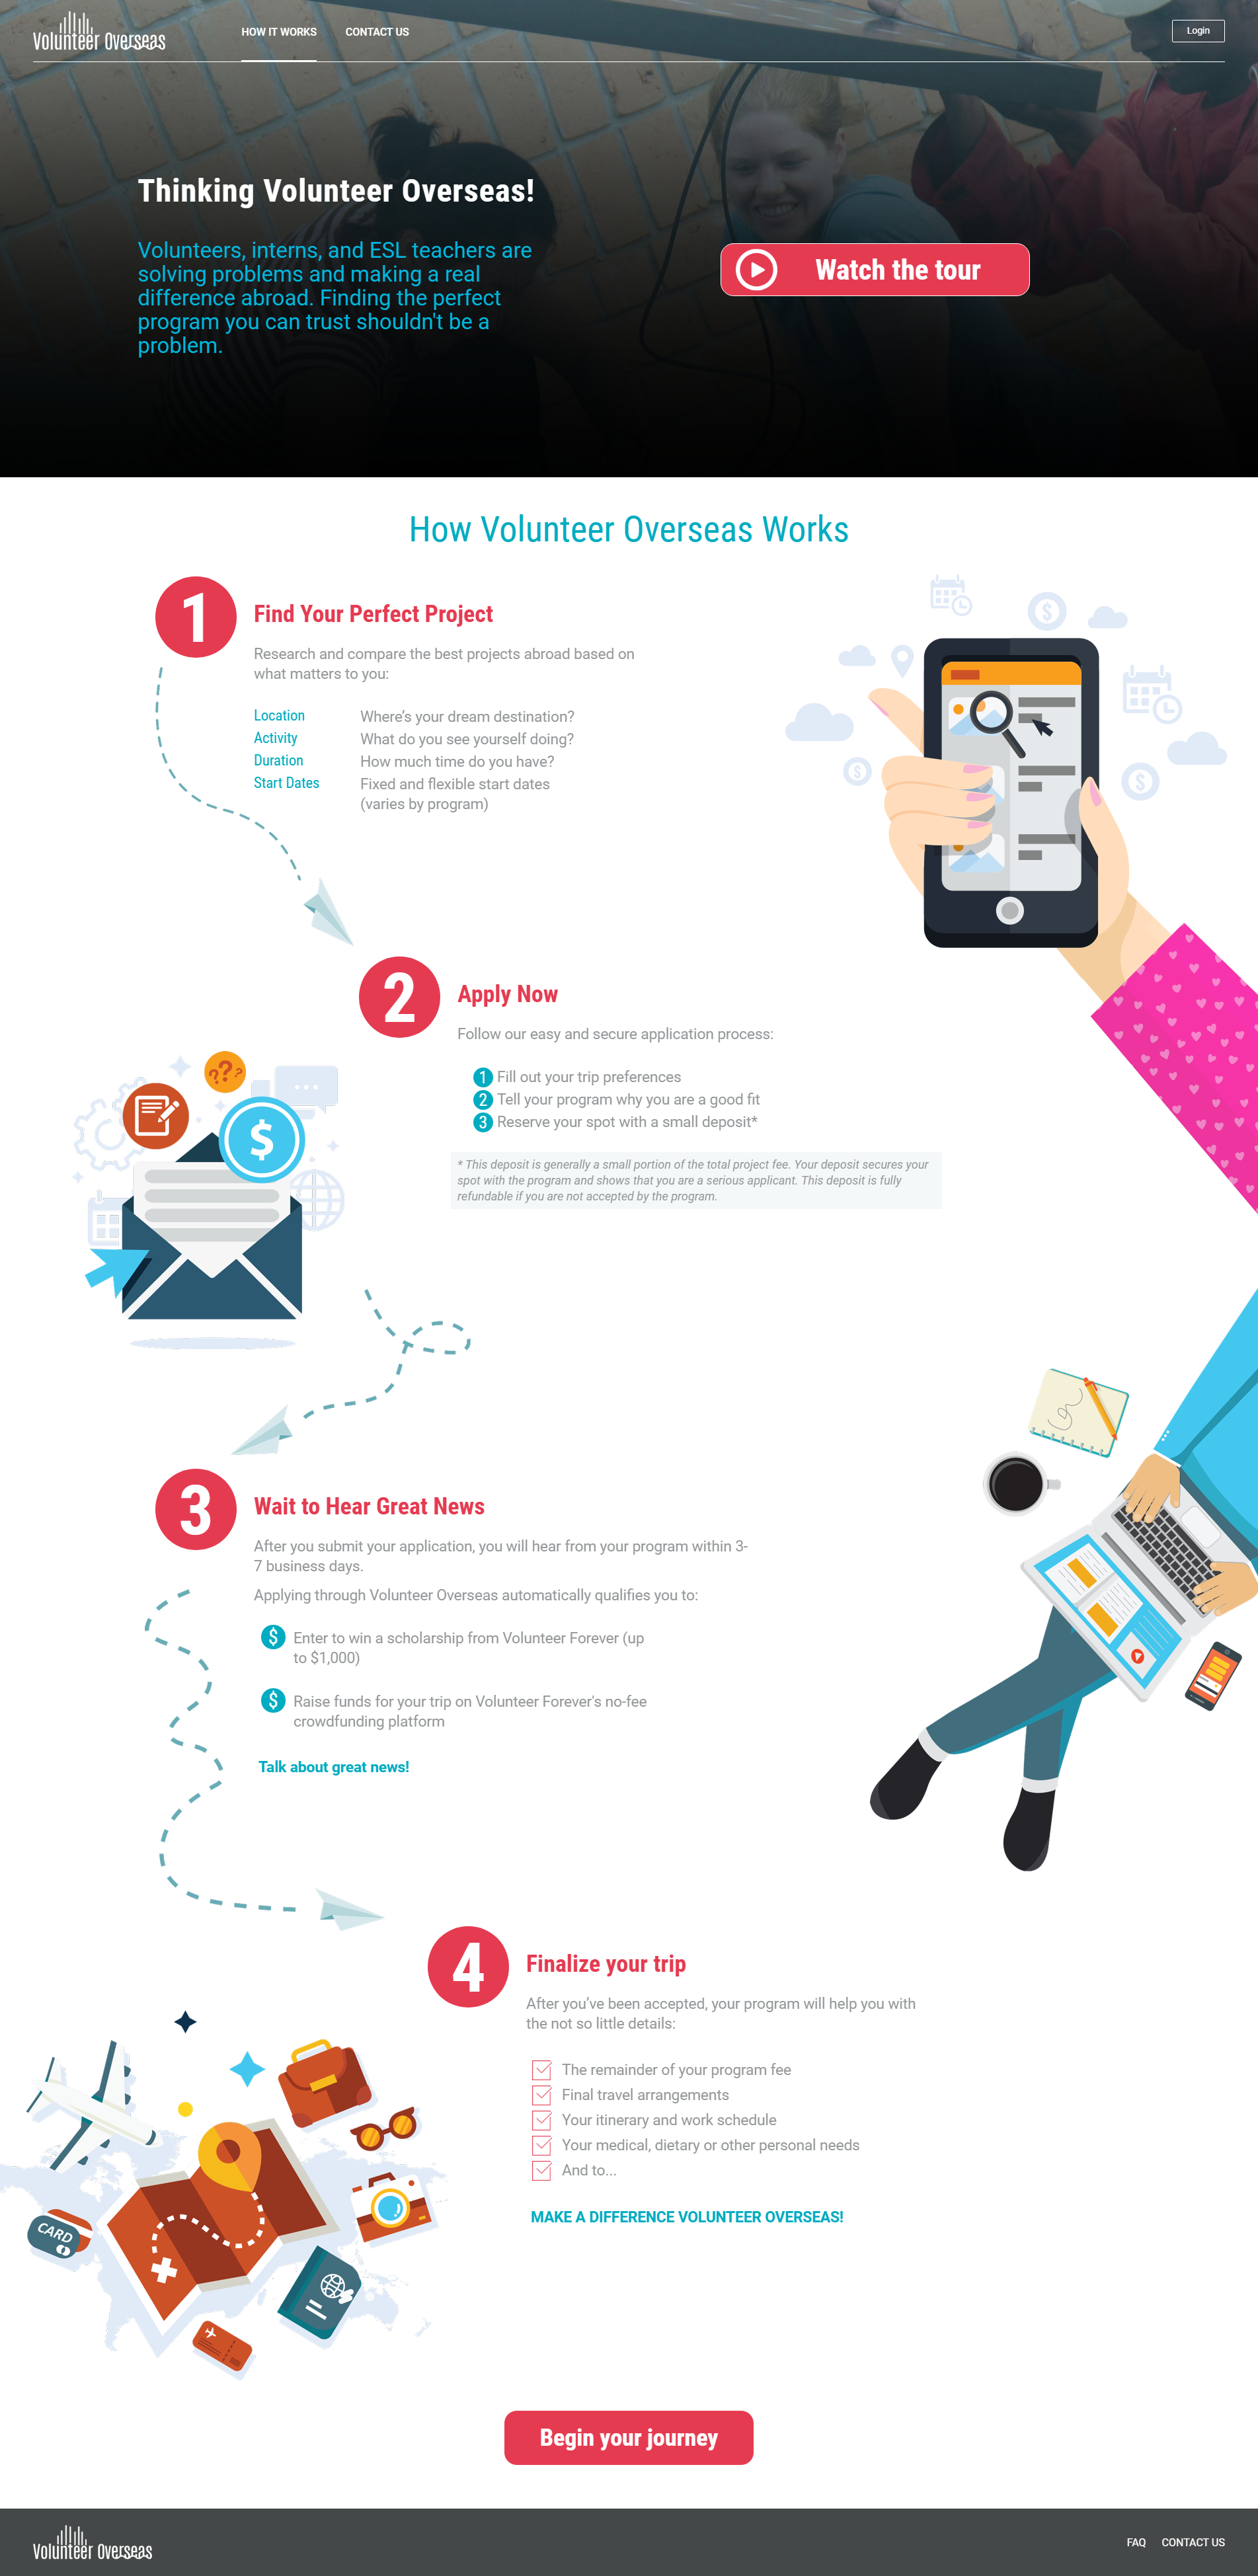 Volunteer Overseas
HOW IT WORKS
CONTACT US
Login
Thinking Volunteer Overseas!
Volunteers, interns, and ESL teachers are
solving problems and making a real
difference abroad. Finding the perfect
program you can trust shouldn't be a
problem.
Watch the tour
How Volunteer Overseas Works
1
Find Your Perfect Project
Research and compare the best projects abroad based on
what matters to you:
Location Where's your dream destination?
Activity What do you see yourself doing?
Duration How much time do you have?
Start Dates Fixed and flexible start dates
(varies by program)
2
Apply Now
Follow our easy and secure application process:
1 Fill out your trip preferences
2 Tell your program why you are a good fit
3 Reserve your spot with a small deposit*
* This deposit is generally a small portion of the total project fee. Your deposit secures your
spot with the program and shows that you are a serious applicant. This deposit is fully
refundable if you are not accepted by the program.
???
$
3
Wait to Hear Great News
After you submit your application, you will hear from your program within 3-
7 business days.
Applying through Volunteer Overseas automatically qualifies you to:
$ Enter to win a scholarship from Volunteer Forever (up
to $1,000)
$ Raise funds for your trip on Volunteer Forever's no-fee
crowdfunding platform
Talk about great news!
4
Finalize your trip
After you've been accepted, your program will help you with
the not so little details:
The remainder of your program fee
Final travel arrangements
Your itinerary and work schedule
Your medical, dietary or other personal needs
And to...
MAKE A DIFFERENCE VOLUNTEER OVERSEAS!
CARD
Begin your journey
Volunteer Overseas
FAQ
CONTACT US